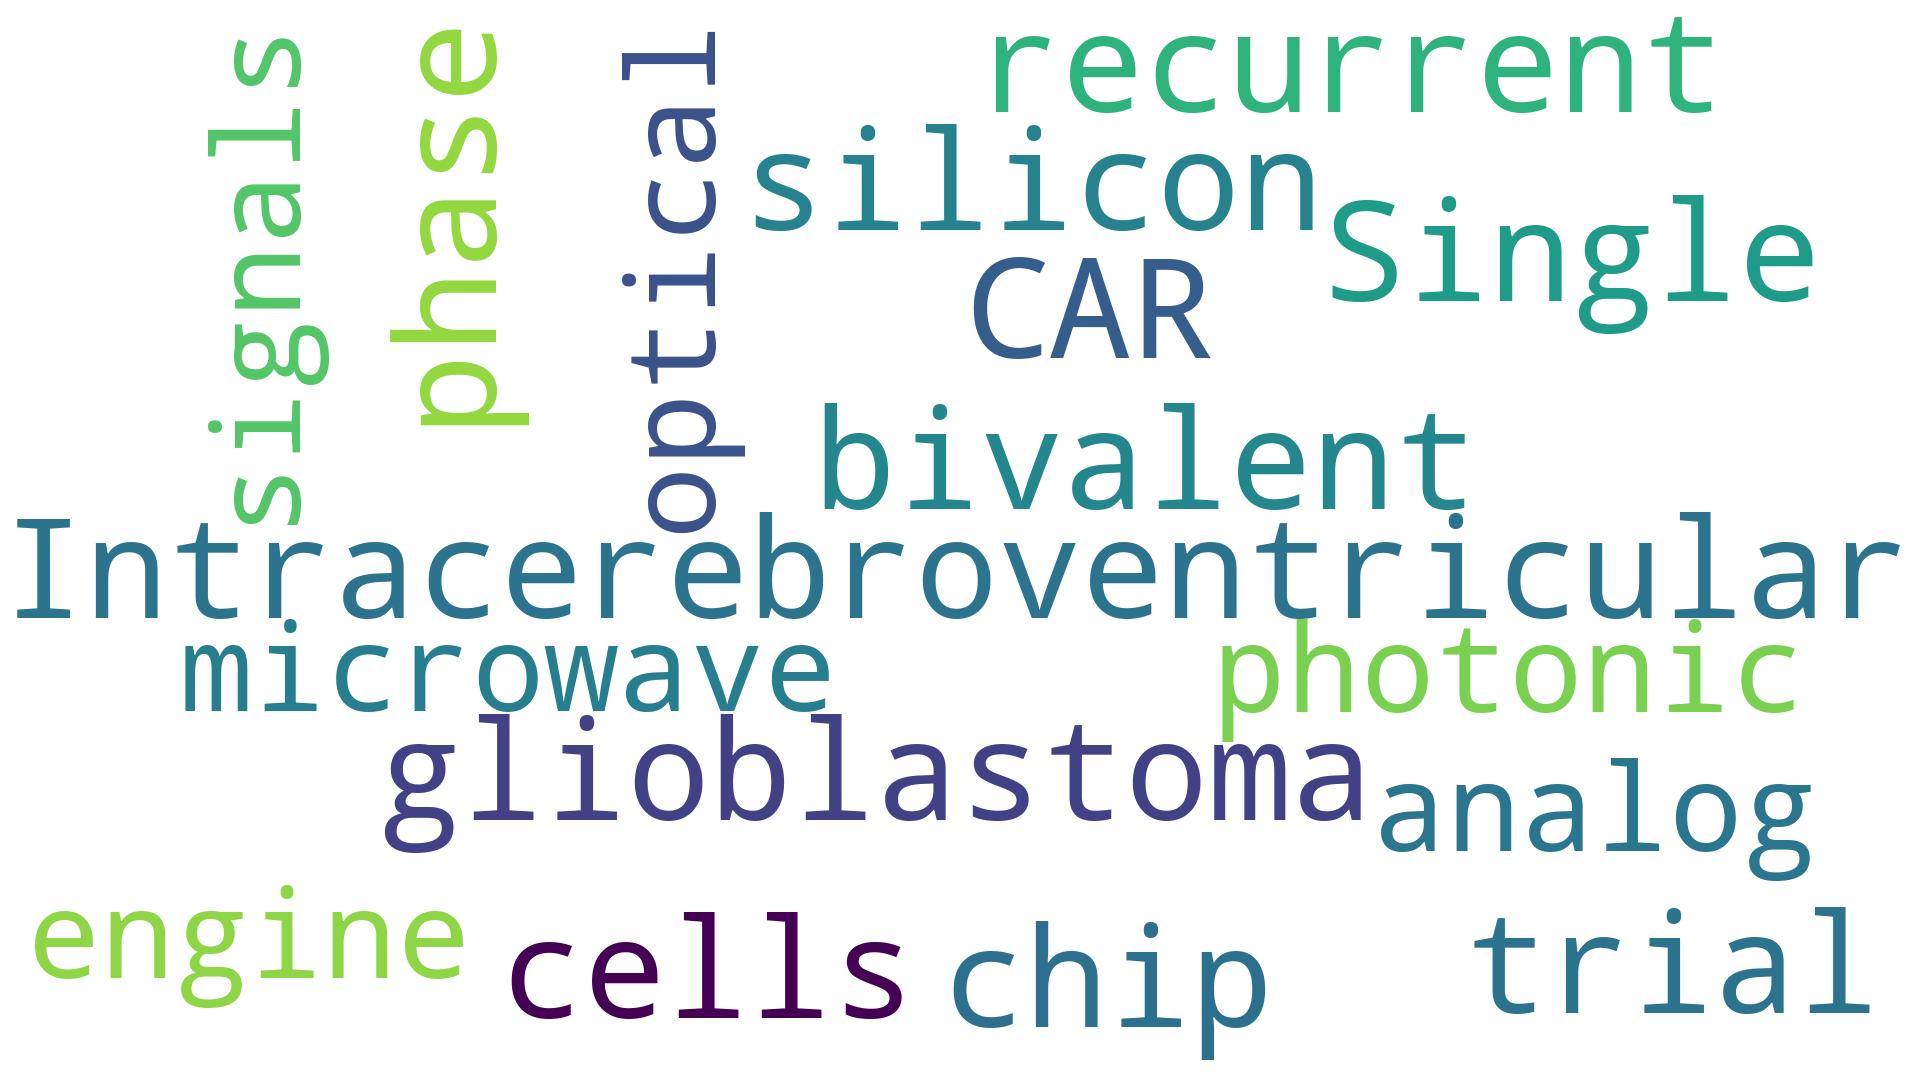 signals
phase
optical
recurrent
silicon
Single
CAR
bivalent
Intracerebroventricular
microwave
photonic
glioblastoma
analog
engine
cells
chip
trial